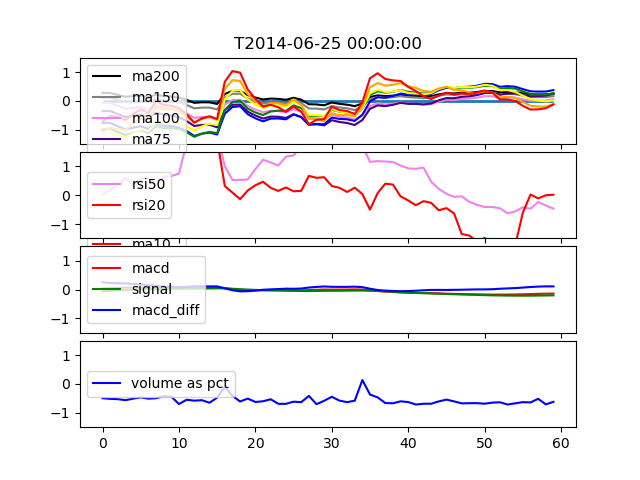 T2014-06-25 00:00:00
1
0
−1
ma200
ma150
ma100
ma75
1
0
−1
rsi50
rsi20
ma10
1
0
−1
macd
signal
macd_diff
1
0
−1
volume as pct
0 10 20 30 40 50 60